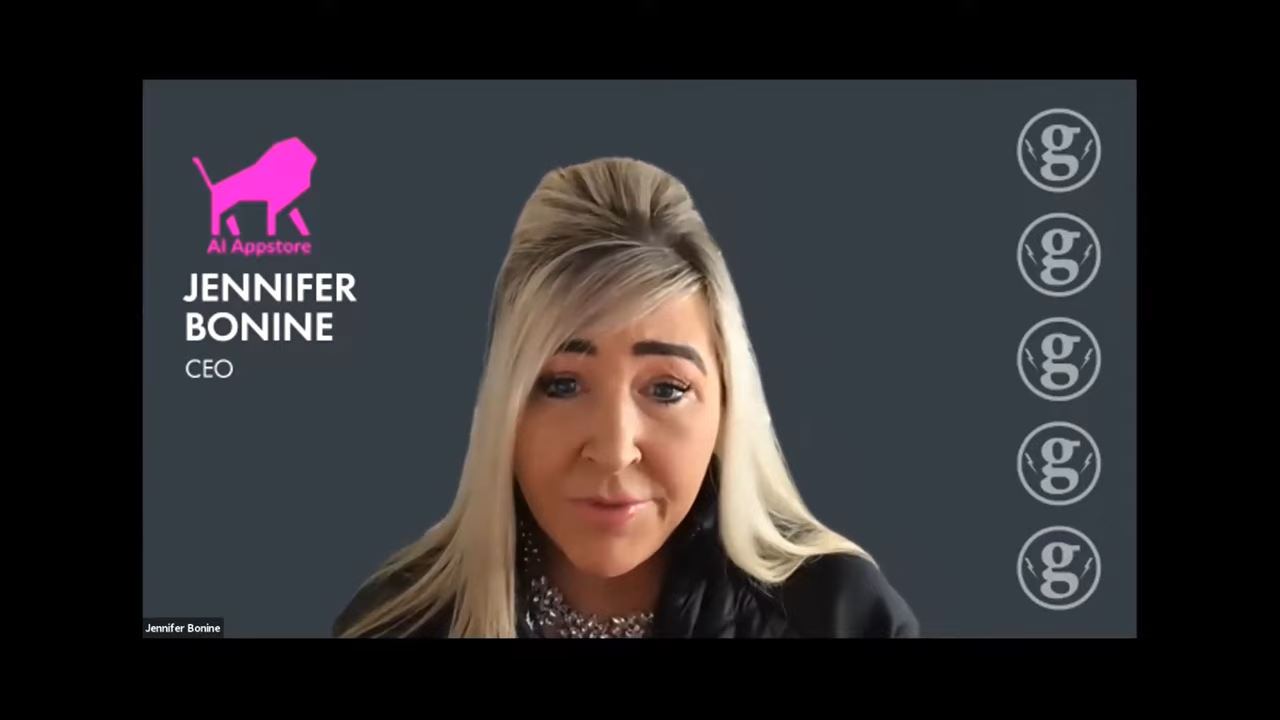 AI Appstore
JENNIFER
BONINE
CEO
g
g
g
g
g
Jennifer Bonine